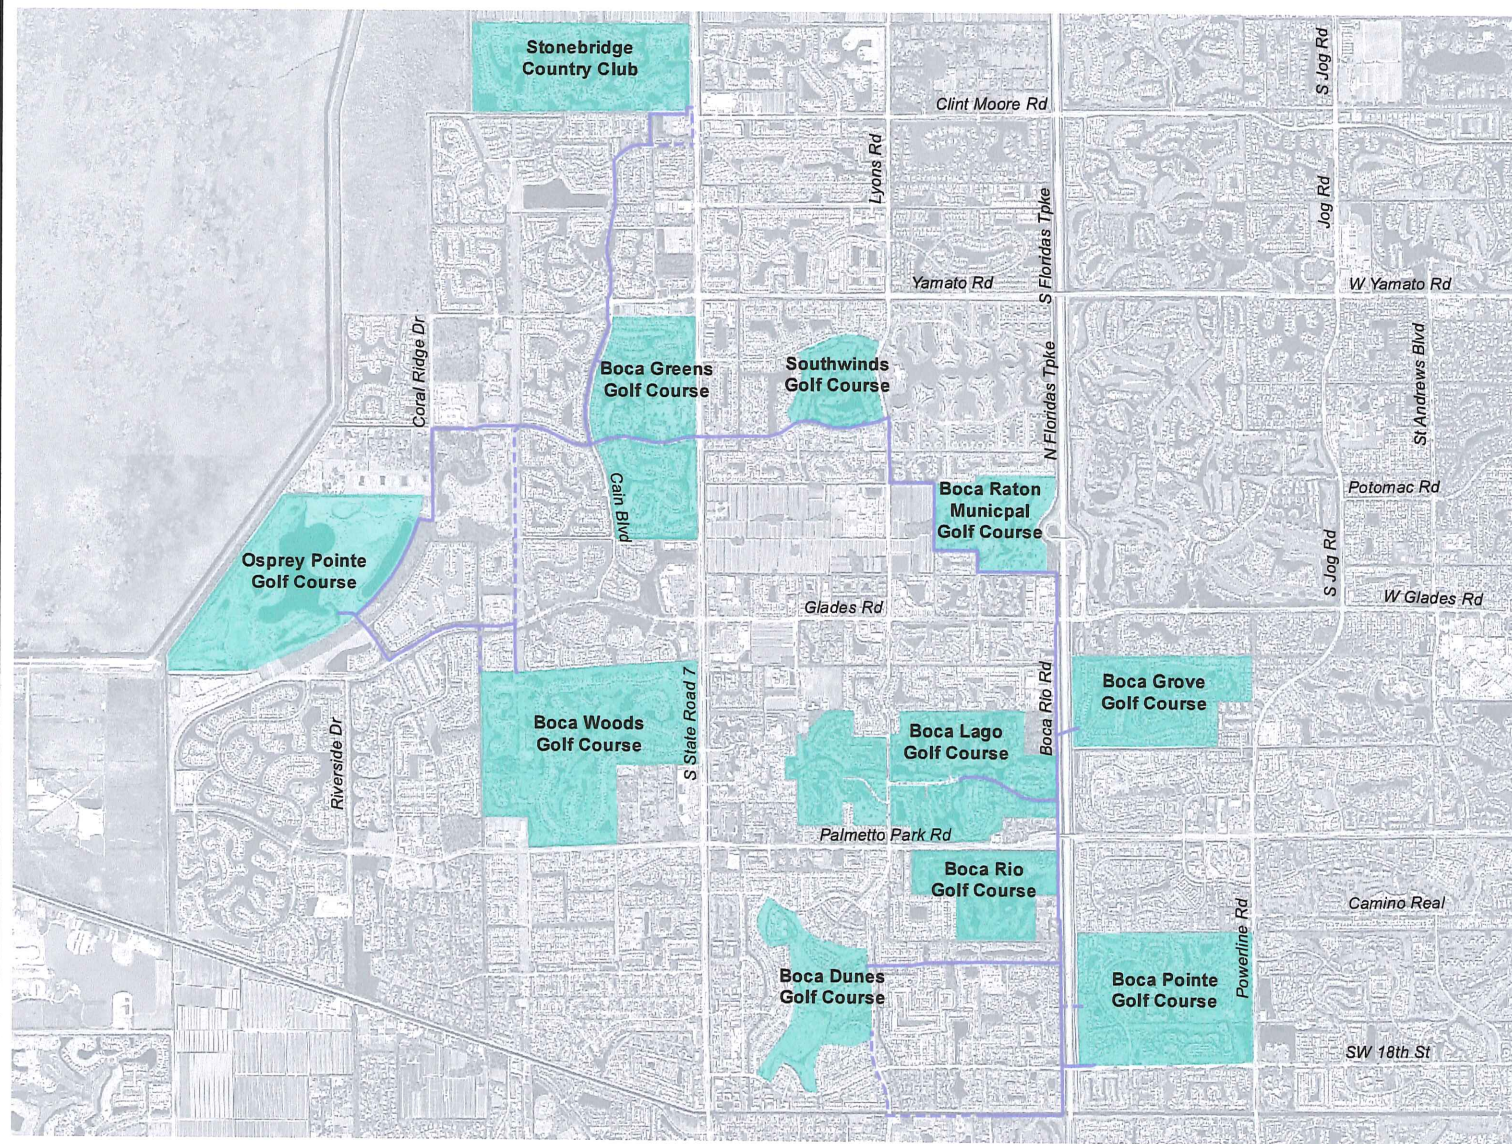 Stonebridge
Country Club
S Jog Rd
Clint Moore Rd
Lyons Rd
Jog Rd
S Floridas Tpke
Yamato Rd
W Yamato Rd
Coral Ridge Dr
Boca Greens
Golf Course
Southwinds
Golf Course
N Floridas Tpke
St Andrews Blvd
Cain Blvd
Boca Raton
Municpal
Golf Course
Potomac Rd
Osprey Pointe
Golf Course
S Jog Rd
Glades Rd
W Glades Rd
Boca Woods
Golf Course
S State Road 7
Boca Lago
Golf Course
Boca Rio Rd
Boca Grove
Golf Course
Riverside Dr
Palmetto Park Rd
Boca Rio
Golf Course
Camino Real
Powerline Rd
Boca Dunes
Golf Course
Boca Pointe
Golf Course
SW 18th St